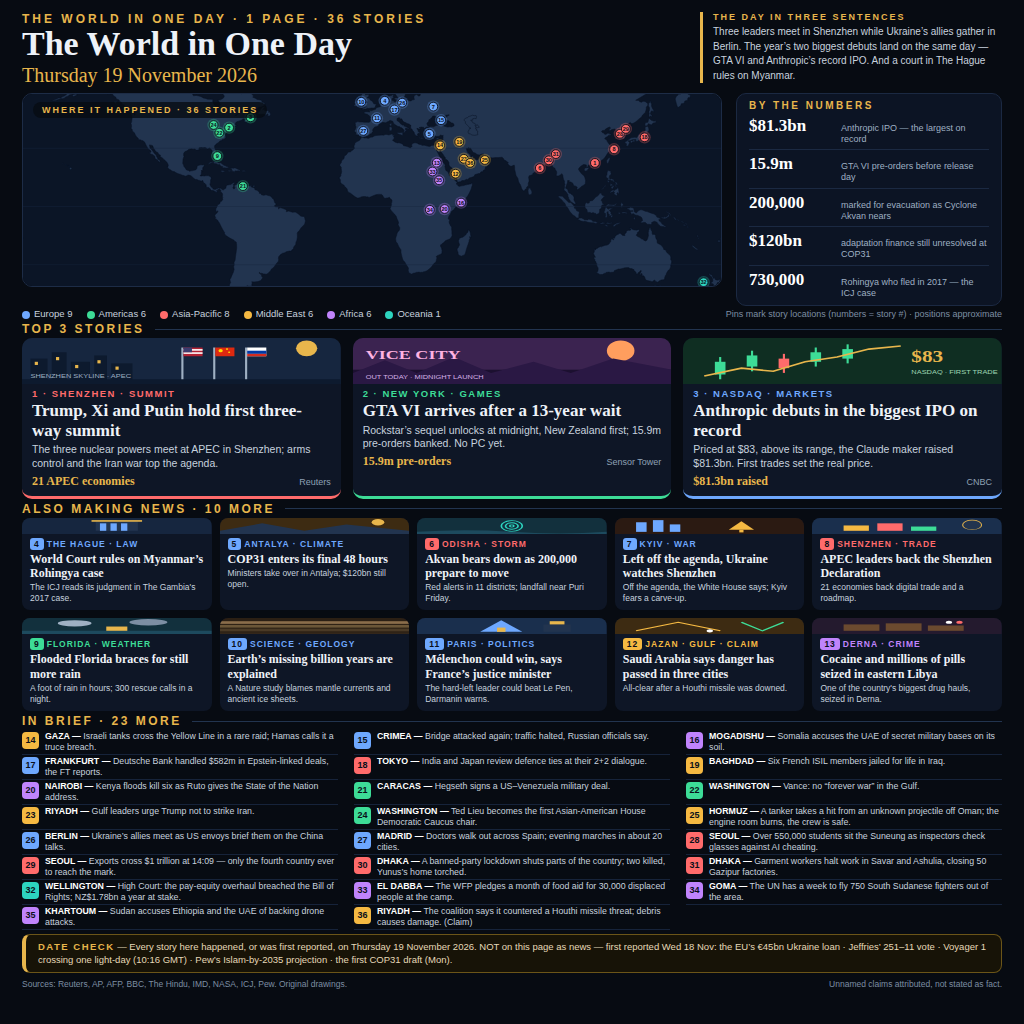 THE WORLD IN ONE DAY · 1 PAGE · 36 STORIES
The World in One Day
Thursday 19 November 2026
THE DAY IN THREE SENTENCES
Three leaders meet in Shenzhen while Ukraine's allies gather in
Berlin. The year's two biggest debuts land on the same day —
GTA VI and Anthropic's record IPO. And a court in The Hague
rules on Myanmar.
WHERE IT HAPPENED · 36 STORIES
BY THE NUMBERS
$81.3bn
Anthropic IPO — the largest on
record
15.9m
GTA VI pre-orders before release
day
200,000
marked for evacuation as Cyclone
Akvan nears
$120bn
adaptation finance still unresolved at
COP31
730,000
Rohingya who fled in 2017 — the
ICJ case
Europe 9
Americas 6
Asia-Pacific 8
Middle East 6
Africa 6
Oceania 1
Pins mark story locations (numbers = story #) · positions approximate
TOP 3 STORIES
SHENZHEN SKYLINE · APEC
1 · SHENZHEN · SUMMIT
Trump, Xi and Putin hold first three-
way summit
The three nuclear powers meet at APEC in Shenzhen; arms
control and the Iran war top the agenda.
21 APEC economies
Reuters
VICE CITY
OUT TODAY · MIDNIGHT LAUNCH
2 · NEW YORK · GAMES
GTA VI arrives after a 13-year wait
Rockstar's sequel unlocks at midnight, New Zealand first; 15.9m
pre-orders banked. No PC yet.
15.9m pre-orders
Sensor Tower
$83
NASDAQ · FIRST TRADE
3 · NASDAQ · MARKETS
Anthropic debuts in the biggest IPO on
record
Priced at $83, above its range, the Claude maker raised
$81.3bn. First trades set the real price.
$81.3bn raised
CNBC
ALSO MAKING NEWS · 10 MORE
4 THE HAGUE · LAW
World Court rules on Myanmar's
Rohingya case
The ICJ reads its judgment in The Gambia's
2017 case.
5 ANTALYA · CLIMATE
COP31 enters its final 48 hours
Ministers take over in Antalya; $120bn still
open.
6 ODISHA · STORM
Akvan bears down as 200,000
prepare to move
Red alerts in 11 districts; landfall near Puri
Friday.
7 KYIV · WAR
Left off the agenda, Ukraine
watches Shenzhen
Off the agenda, the White House says; Kyiv
fears a carve-up.
8 SHENZHEN · TRADE
APEC leaders back the Shenzhen
Declaration
21 economies back digital trade and a
roadmap.
9 FLORIDA · WEATHER
Flooded Florida braces for still
more rain
A foot of rain in hours; 300 rescue calls in a
night.
10 SCIENCE · GEOLOGY
Earth's missing billion years are
explained
A Nature study blames mantle currents and
ancient ice sheets.
11 PARIS · POLITICS
Mélenchon could win, says
France's justice minister
The hard-left leader could beat Le Pen,
Darmanin warns.
12 JAZAN · GULF · CLAIM
Saudi Arabia says danger has
passed in three cities
All-clear after a Houthi missile was downed.
13 DERNA · CRIME
Cocaine and millions of pills
seized in eastern Libya
One of the country's biggest drug hauls,
seized in Derna.
IN BRIEF · 23 MORE
14 GAZA — Israeli tanks cross the Yellow Line in a rare raid; Hamas calls it a
truce breach.
15 CRIMEA — Bridge attacked again; traffic halted, Russian officials say.
16 MOGADISHU — Somalia accuses the UAE of secret military bases on its
soil.
17 FRANKFURT — Deutsche Bank handled $582m in Epstein-linked deals,
the FT reports.
18 TOKYO — India and Japan review defence ties at their 2+2 dialogue.
19 BAGHDAD — Six French ISIL members jailed for life in Iraq.
20 NAIROBI — Kenya floods kill six as Ruto gives the State of the Nation
address.
21 CARACAS — Hegseth signs a US–Venezuela military deal.
22 WASHINGTON — Vance: no "forever war" in the Gulf.
23 RIYADH — Gulf leaders urge Trump not to strike Iran.
24 WASHINGTON — Ted Lieu becomes the first Asian-American House
Democratic Caucus chair.
25 HORMUZ — A tanker takes a hit from an unknown projectile off Oman; the
engine room burns, the crew is safe.
26 BERLIN — Ukraine's allies meet as US envoys brief them on the China
talks.
27 MADRID — Doctors walk out across Spain; evening marches in about 20
cities.
28 SEOUL — Over 550,000 students sit the Suneung as inspectors check
glasses against AI cheating.
29 SEOUL — Exports cross $1 trillion at 14:09 — only the fourth country ever
to reach the mark.
30 DHAKA — A banned-party lockdown shuts parts of the country; two killed,
Yunus's home torched.
31 DHAKA — Garment workers halt work in Savar and Ashulia, closing 50
Gazipur factories.
32 WELLINGTON — High Court: the pay-equity overhaul breached the Bill of
Rights; NZ$1.78bn a year at stake.
33 EL DABBA — The WFP pledges a month of food aid for 30,000 displaced
people at the camp.
34 GOMA — The UN has a week to fly 750 South Sudanese fighters out of
the area.
35 KHARTOUM — Sudan accuses Ethiopia and the UAE of backing drone
attacks.
36 RIYADH — The coalition says it countered a Houthi missile threat; debris
causes damage. (Claim)
DATE CHECK — Every story here happened, or was first reported, on Thursday 19 November 2026. NOT on this page as news — first reported Wed 18 Nov: the EU's €45bn Ukraine loan · Jeffries' 251–11 vote · Voyager 1
crossing one light-day (10:16 GMT) · Pew's Islam-by-2035 projection · the first COP31 draft (Mon).
Sources: Reuters, AP, AFP, BBC, The Hindu, IMD, NASA, ICJ, Pew. Original drawings.
Unnamed claims attributed, not stated as fact.